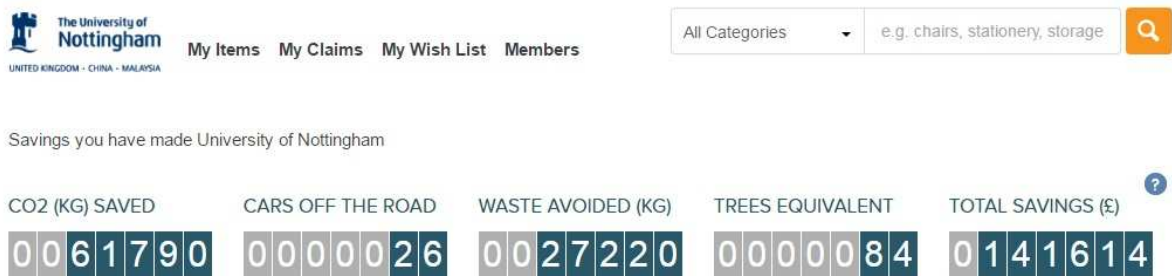 The University of
Nottingham
UNITED KINGDOM - CHINA - MALAYSIA
My Items My Claims My Wish List Members
All Categories
e.g. chairs, stationery, storage
Savings you have made University of Nottingham
?
CO2 (KG) SAVED CARS OFF THE ROAD WASTE AVOIDED (KG) TREES EQUIVALENT TOTAL SAVINGS (£)
0061790 0000026 0027220 0000084 0141614